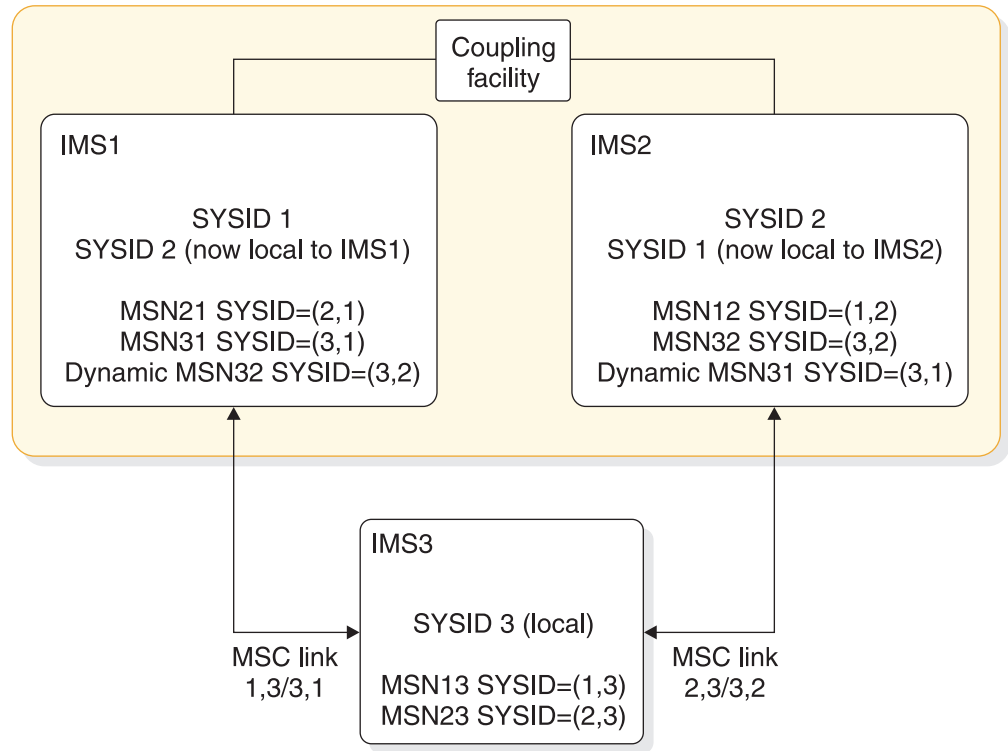 Coupling
facility
IMS1
SYSID 1
SYSID 2 (now local to IMS1)
MSN21 SYSID=(2,1)
MSN31 SYSID=(3,1)
Dynamic MSN32 SYSID=(3,2)
IMS2
SYSID 2
SYSID 1 (now local to IMS2)
MSN12 SYSID=(1,2)
MSN32 SYSID=(3,2)
Dynamic MSN31 SYSID=(3,1)
IMS3
SYSID 3 (local)
MSN13 SYSID=(1,3)
MSN23 SYSID=(2,3)
MSC link
1,3/3,1
MSC link
2,3/3,2